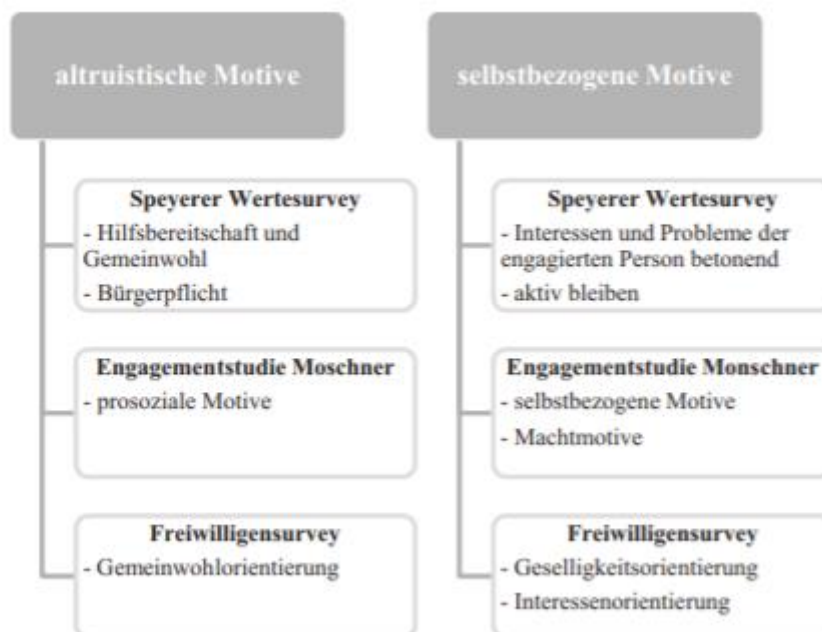 altruistische Motive
Speyerer Wertesurvey
- Hilfsbereitschaft und
Gemeinwohl
- Bürgerpflicht
Engagementstudie Moschner
- prosoziale Motive
Freiwilligensurvey
- Gemeinwohlorientierung
selbstbezogene Motive
Speyerer Wertesurvey
- Interessen und Probleme der
engagierten Person betonend
- aktiv bleiben
Engagementstudie Monschner
- selbstbezogene Motive
- Machtmotive
Freiwilligensurvey
- Geselligkeitsorientierung
- Interessenorientierung